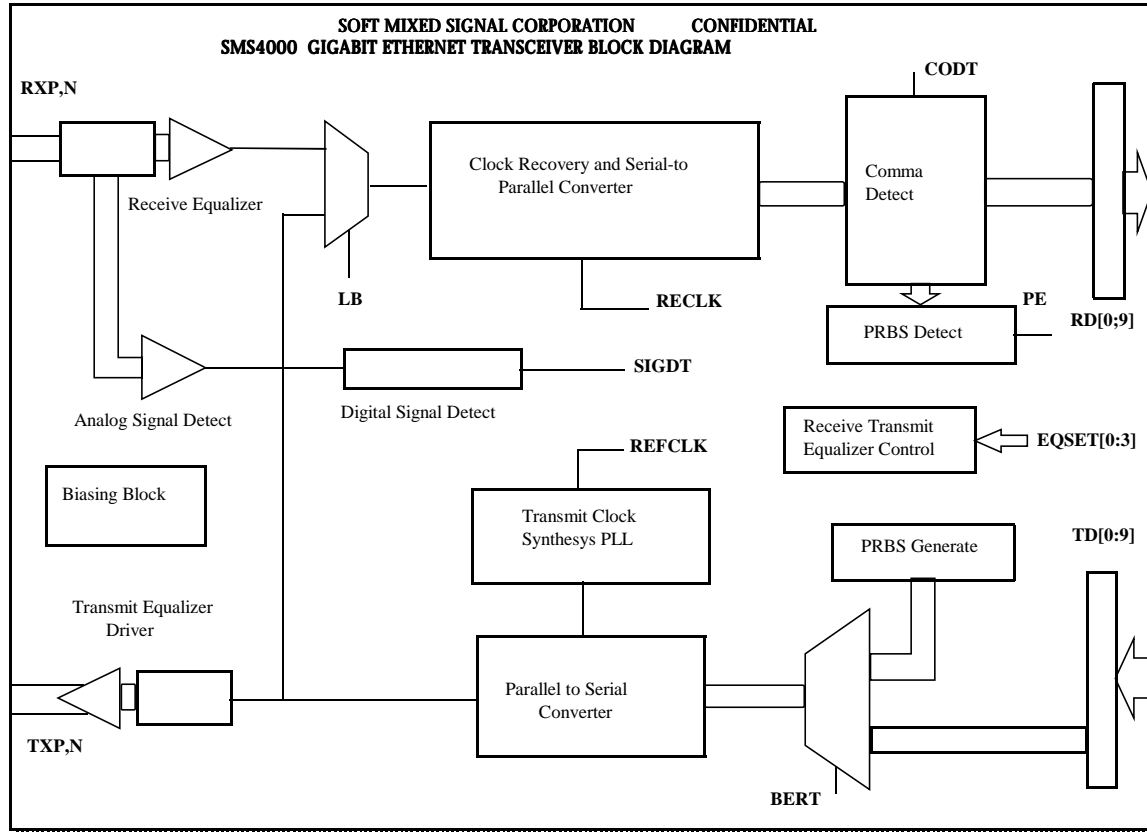 SOFT MIXED SIGNAL CORPORATION CONFIDENTIAL
SMS4000 GIGABIT ETHERNET TRANSCEIVER BLOCK DIAGRAM
RXP,N
CODT
Clock Recovery and Serial-to
Parallel Converter
Comma
Detect
Receive Equalizer
LB
RECLK
PE
RD[0;9]
PRBS Detect
SIGDT
Analog Signal Detect
Digital Signal Detect
Receive Transmit
Equalizer Control
EQSET[0:3]
REFCLK
Biasing Block
Transmit Clock
Synthesys PLL
PRBS Generate
TD[0:9]
Transmit Equalizer
Driver
Parallel to Serial
Converter
TXP,N
BERT